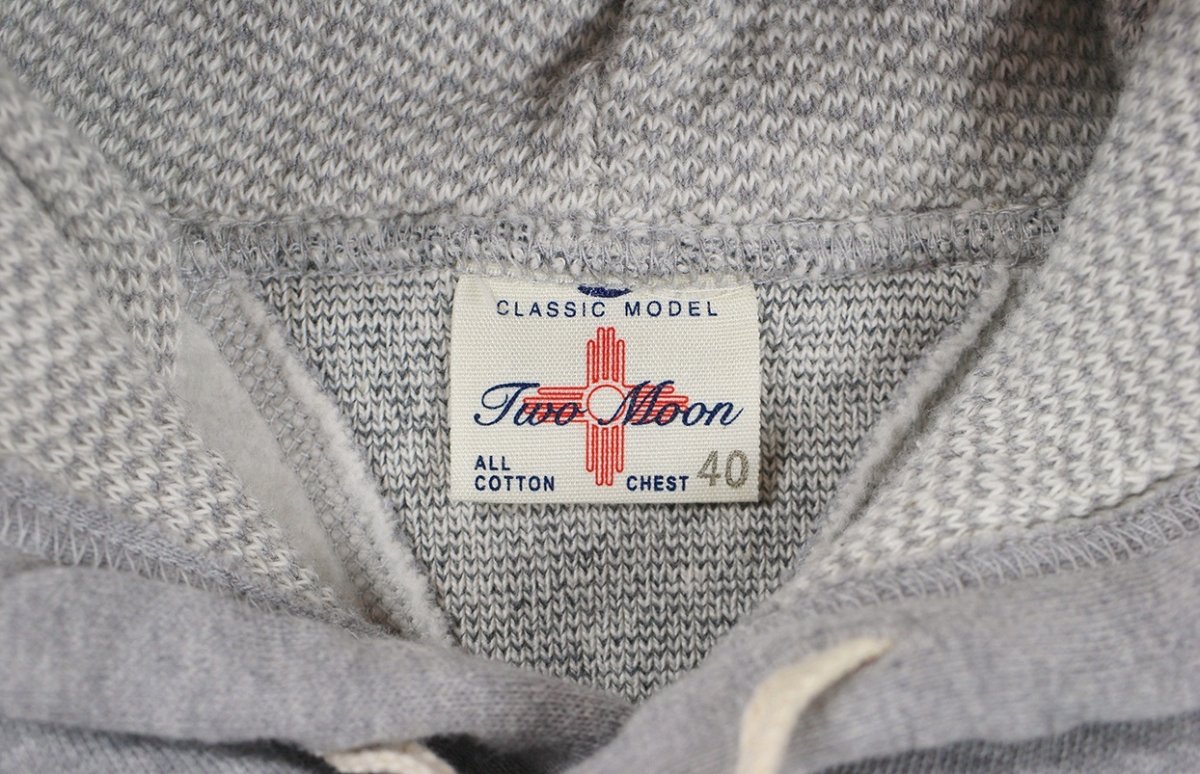 CLASSIC MODEL
Two Moon
ALL
COTTON CHEST 40